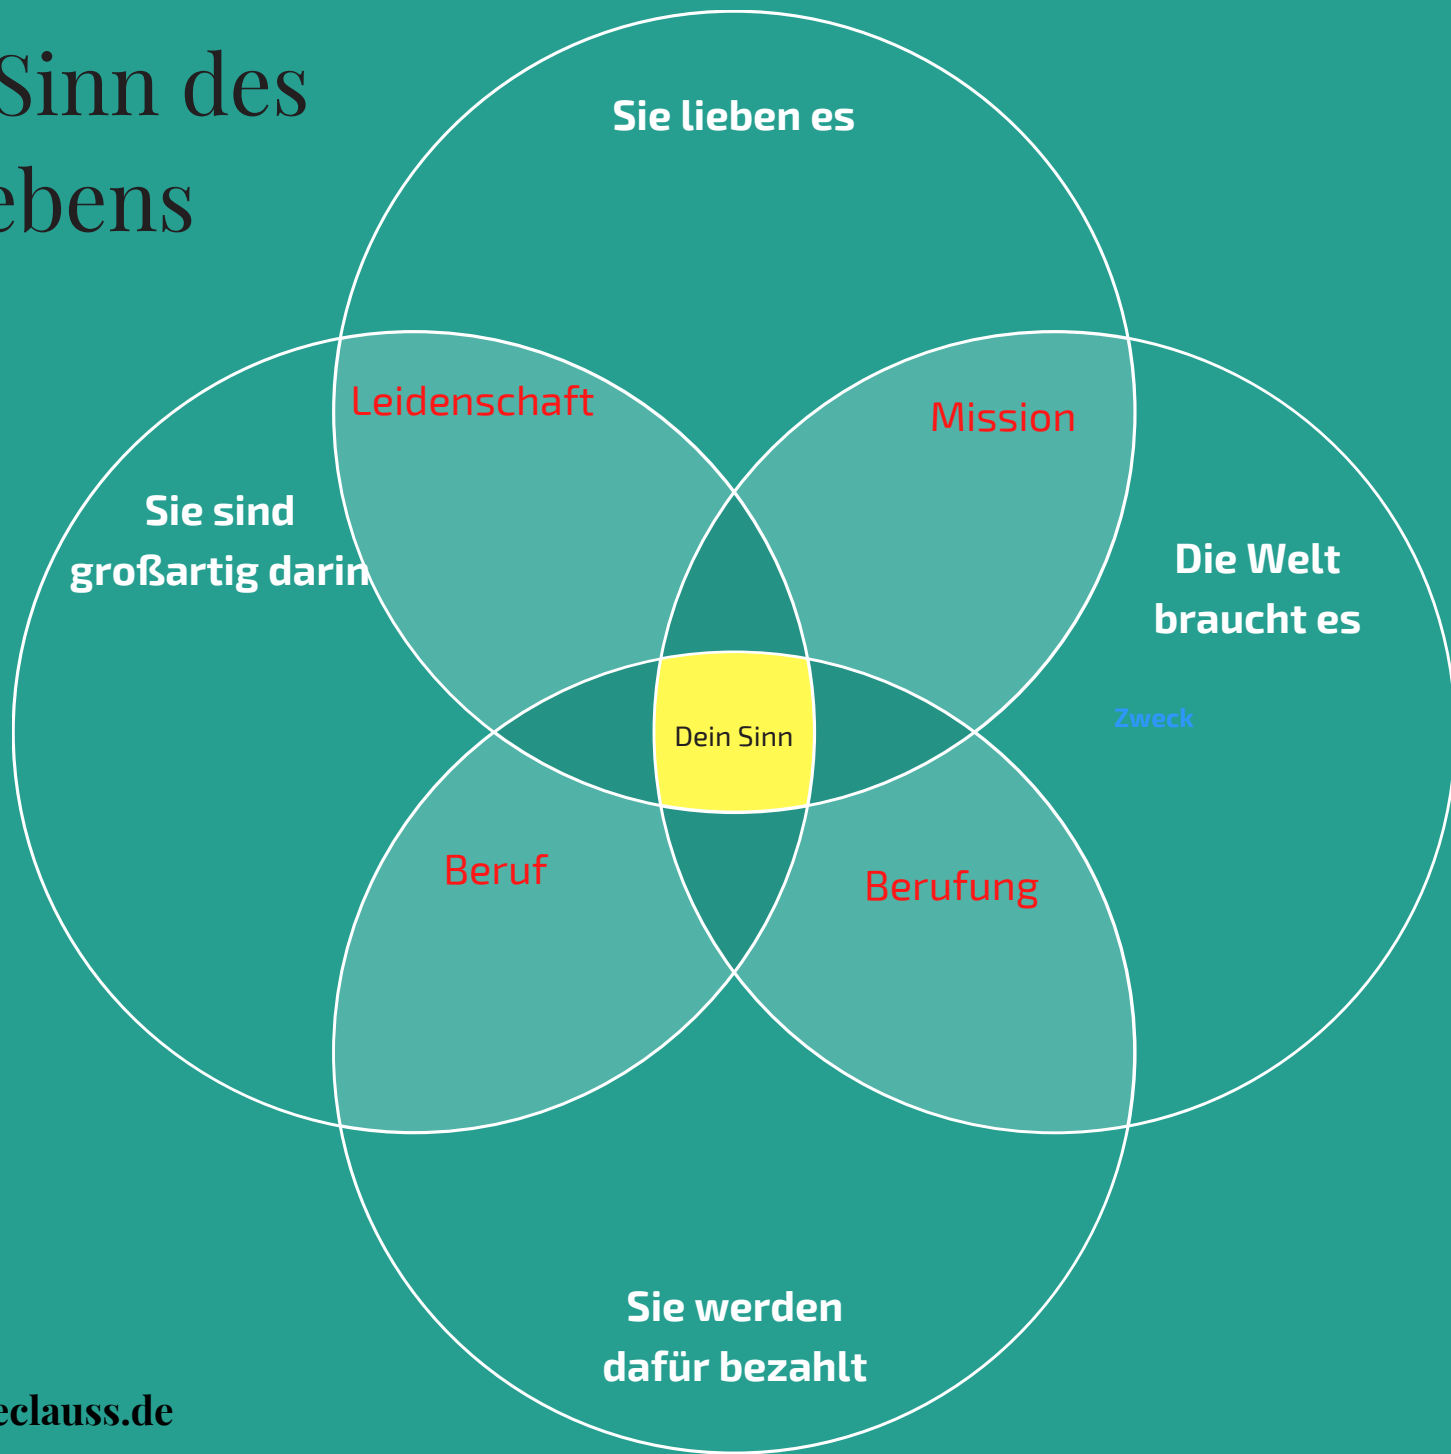 Sinn des
ebens
Sie lieben es
Leidenschaft
Mission
Sie sind
großartig darin
Die Welt
braucht es
Zweck
Dein Sinn
Beruf
Berufung
Sie werden
dafür bezahlt
eclauss.de